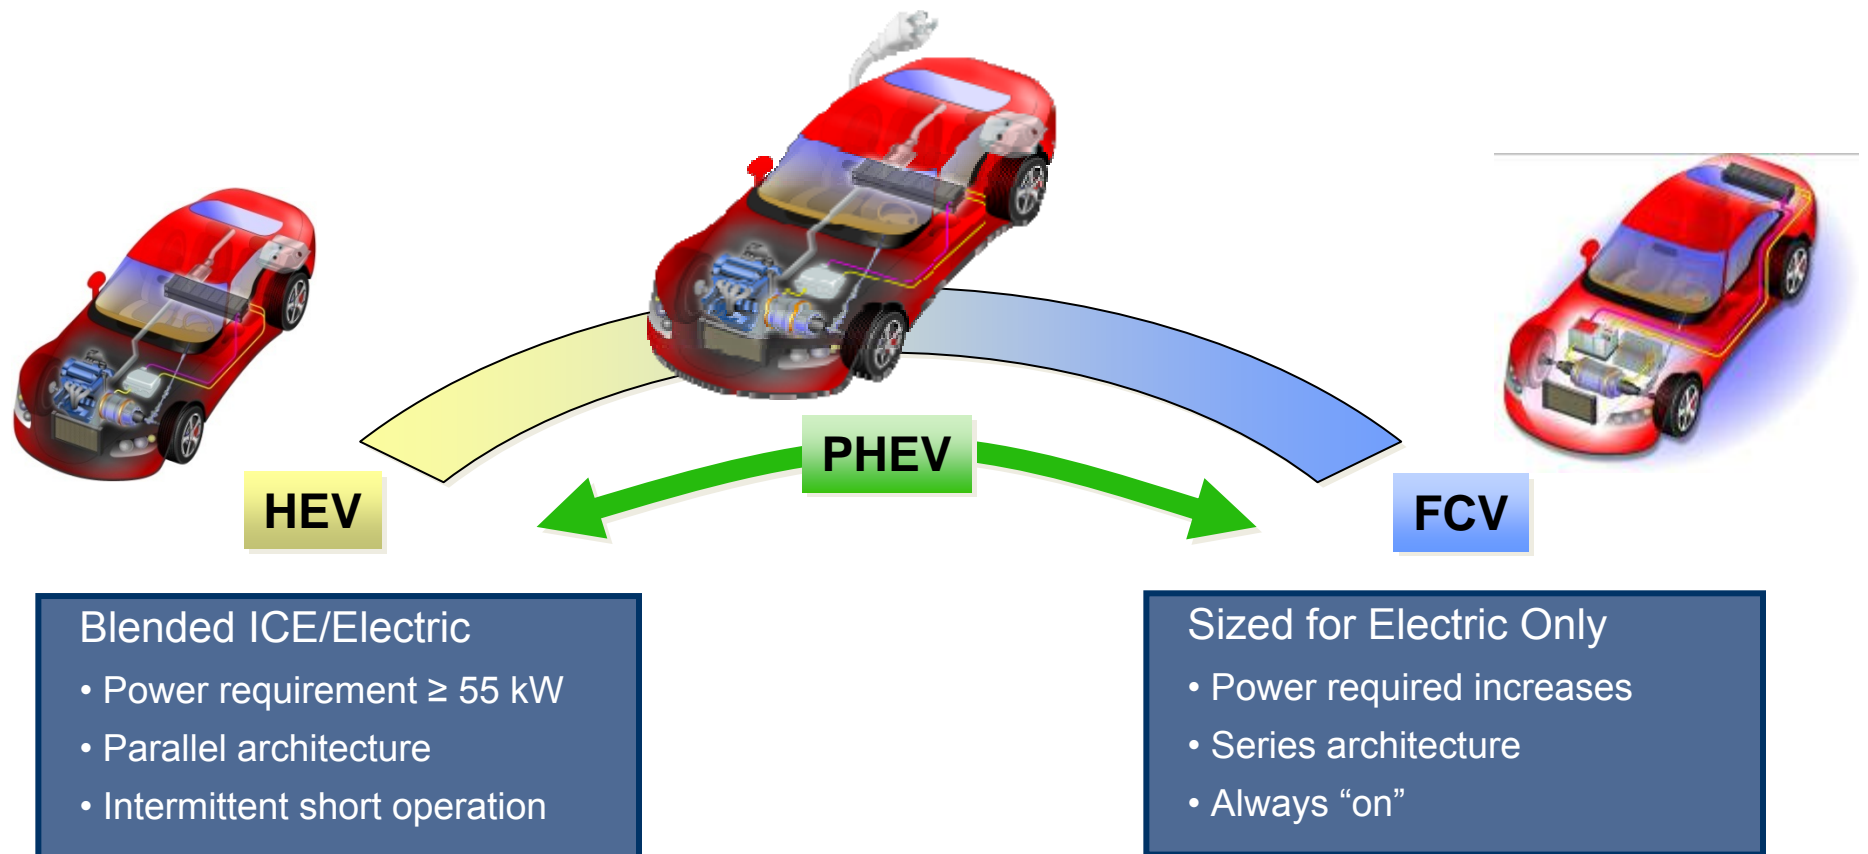 PHEV
HEV
FCV
Blended ICE/Electric
• Power requirement ≥ 55 kW
• Parallel architecture
• Intermittent short operation
Sized for Electric Only
• Power required increases
• Series architecture
• Always “on”